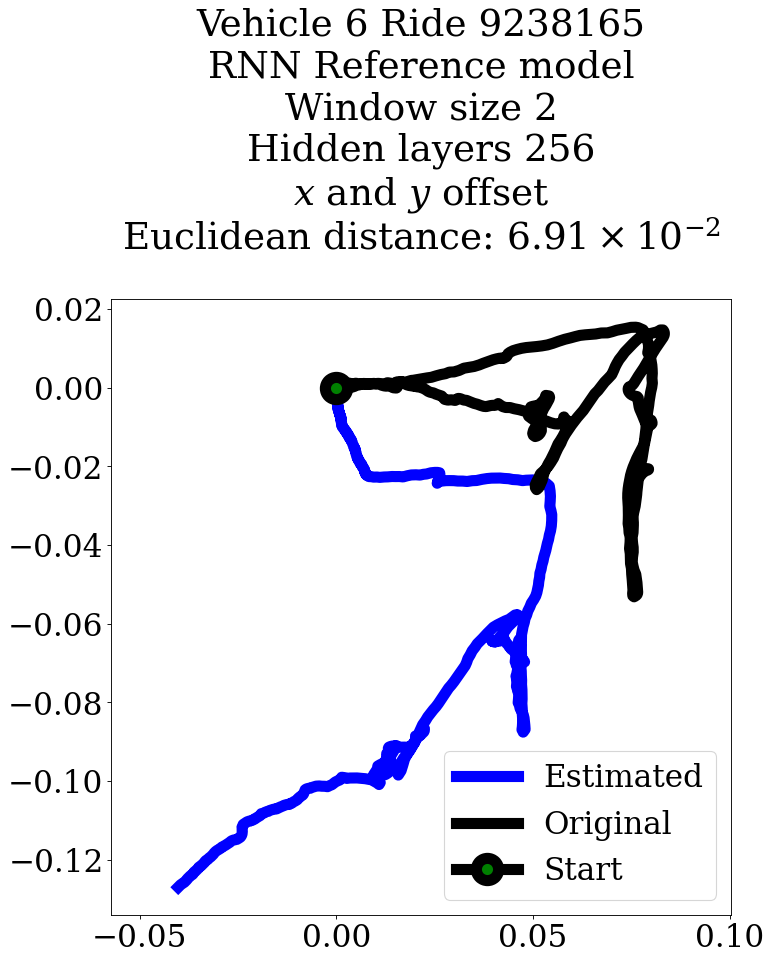 Vehicle 6 Ride 9238165
RNN Reference model
Window size 2
Hidden layers 256
x and y offset
Euclidean distance: 6.91 × 10⁻²
0.02
0.00
−0.02
−0.04
−0.06
−0.08
−0.10
−0.12
−0.05 0.00 0.05 0.10
Estimated
Original
Start